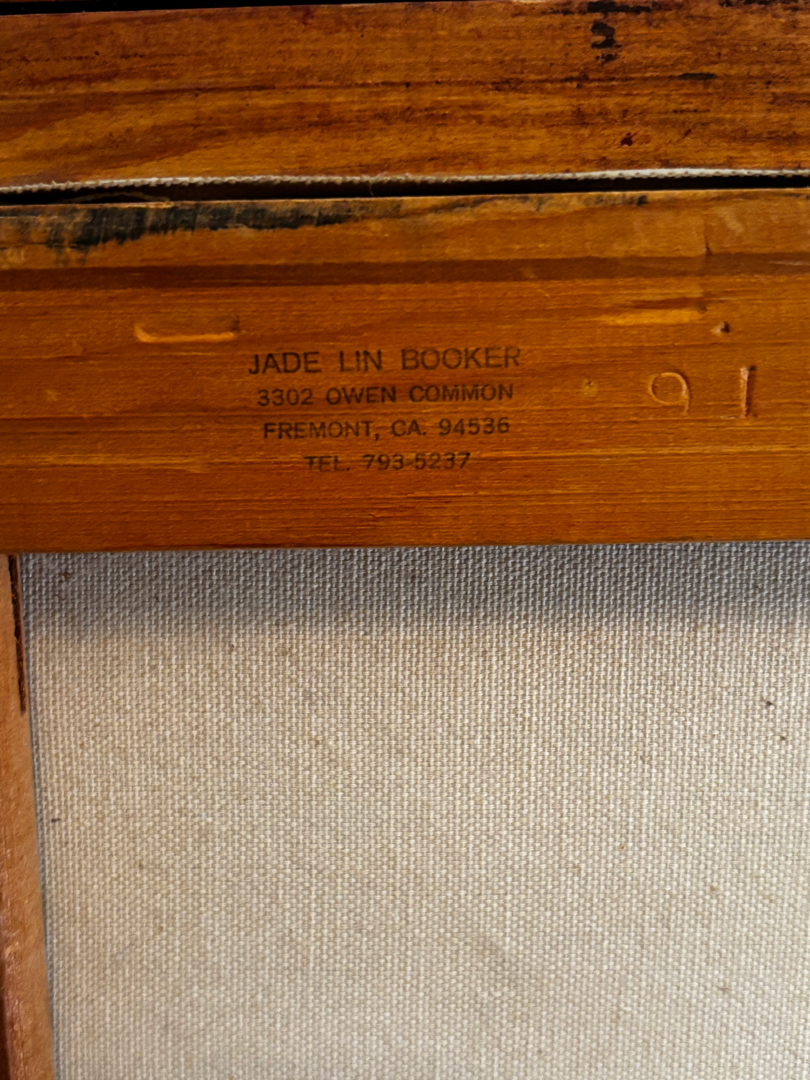 JADE LIN BOOKER
3302 OWEN COMMON
FREMONT, CA. 94536
TEL. 793-5237
91